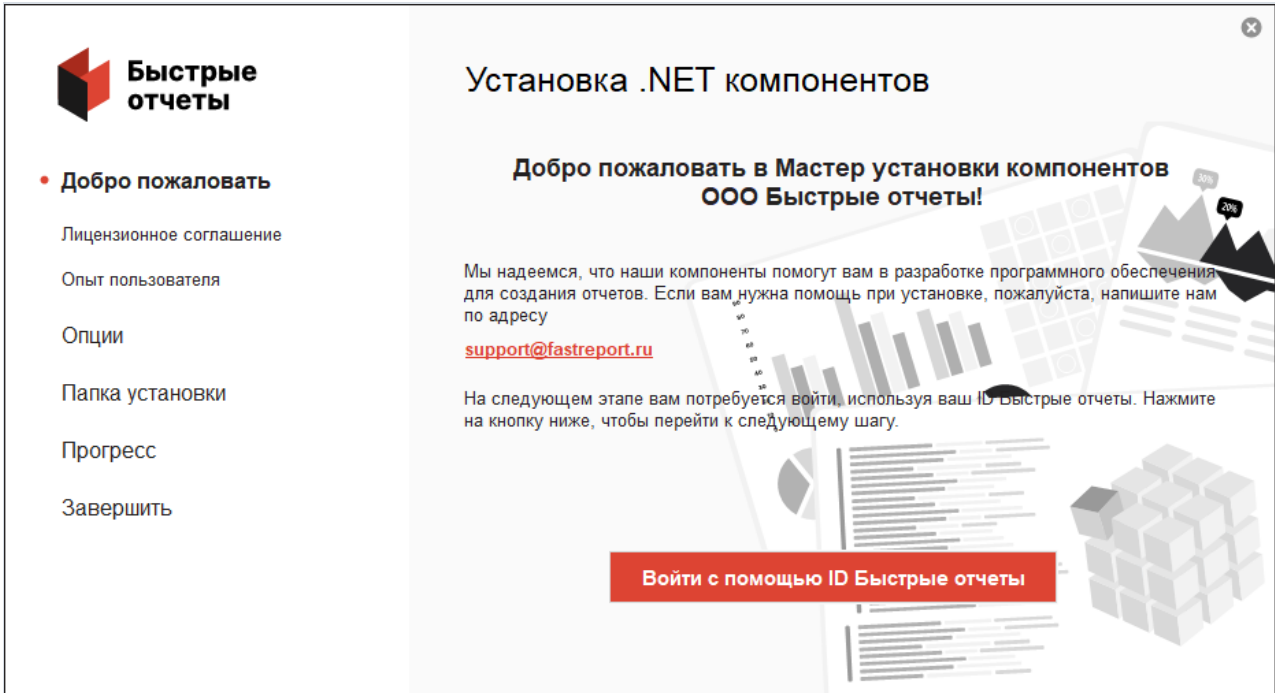 Быстрые
отчеты
Установка .NET компонентов
• Добро пожаловать
Лицензионное соглашение
Опыт пользователя
Опции
Папка установки
Прогресс
Завершить
Добро пожаловать в Мастер установки компонентов
ООО Быстрые отчеты!
30%
20%
Мы надеемся, что наши компоненты помогут вам в разработке программного обеспечения
для создания отчетов. Если вам нужна помощь при установке, пожалуйста, напишите нам
по адресу
support@fastreport.ru
На следующем этапе вам потребуется войти, используя ваш ID Быстрые отчеты. Нажмите
на кнопку ниже, чтобы перейти к следующему шагу.
Войти с помощью ID Быстрые отчеты